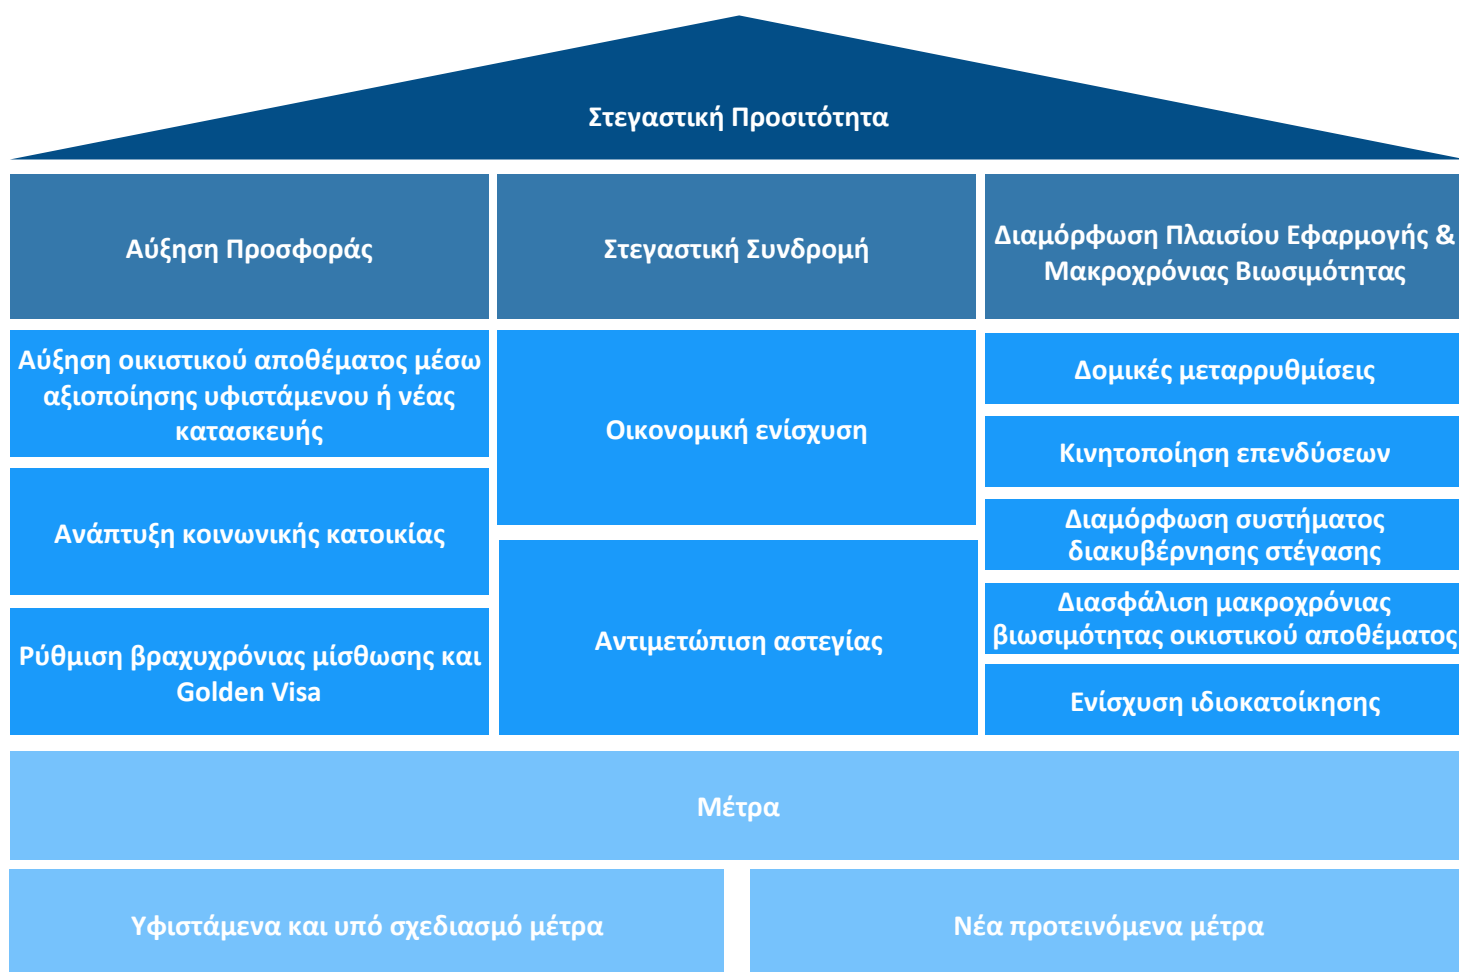 Στεγαστική Προσιτότητα
Αύξηση Προσφοράς
Στεγαστική Συνδρομή
Διαμόρφωση Πλαισίου Εφαρμογής &
Μακροχρόνιας Βιωσιμότητας
Αύξηση οικιστικού αποθέματος μέσω
αξιοποίησης υφιστάμενου ή νέας
κατασκευής
Ανάπτυξη κοινωνικής κατοικίας
Ρύθμιση βραχυχρόνιας μίσθωσης και
Golden Visa
Οικονομική ενίσχυση
Αντιμετώπιση αστεγίας
Δομικές μεταρρυθμίσεις
Κινητοποίηση επενδύσεων
Διαμόρφωση συστήματος
διακυβέρνησης στέγασης
Διασφάλιση μακροχρόνιας
βιωσιμότητας οικιστικού αποθέματος
Ενίσχυση ιδιοκατοίκησης
Μέτρα
Υφιστάμενα και υπό σχεδιασμό μέτρα
Νέα προτεινόμενα μέτρα